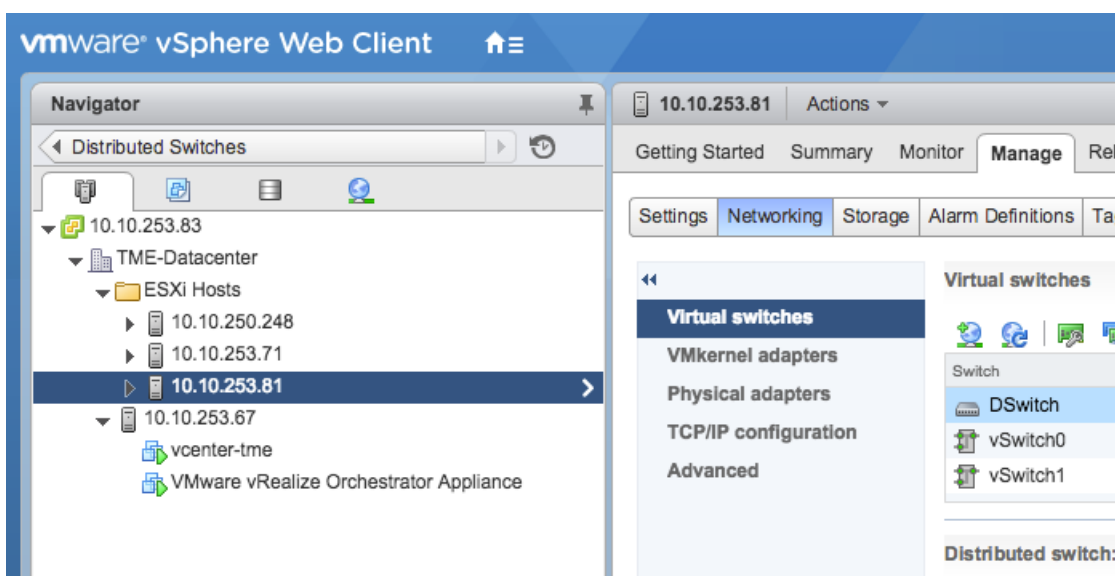 vmware® vSphere Web Client
Navigator
Distributed Switches
10.10.253.83
TME-Datacenter
ESXi Hosts
10.10.250.248
10.10.253.71
10.10.253.81
10.10.253.67
vcenter-tme
VMware vRealize Orchestrator Appliance
10.10.253.81 Actions
Getting Started Summary Monitor Manage Rel
Settings Networking Storage Alarm Definitions Ta
Virtual switches
VMkernel adapters
Physical adapters
TCP/IP configuration
Advanced
Virtual switches
Switch
DSwitch
vSwitch0
vSwitch1
Distributed switch: